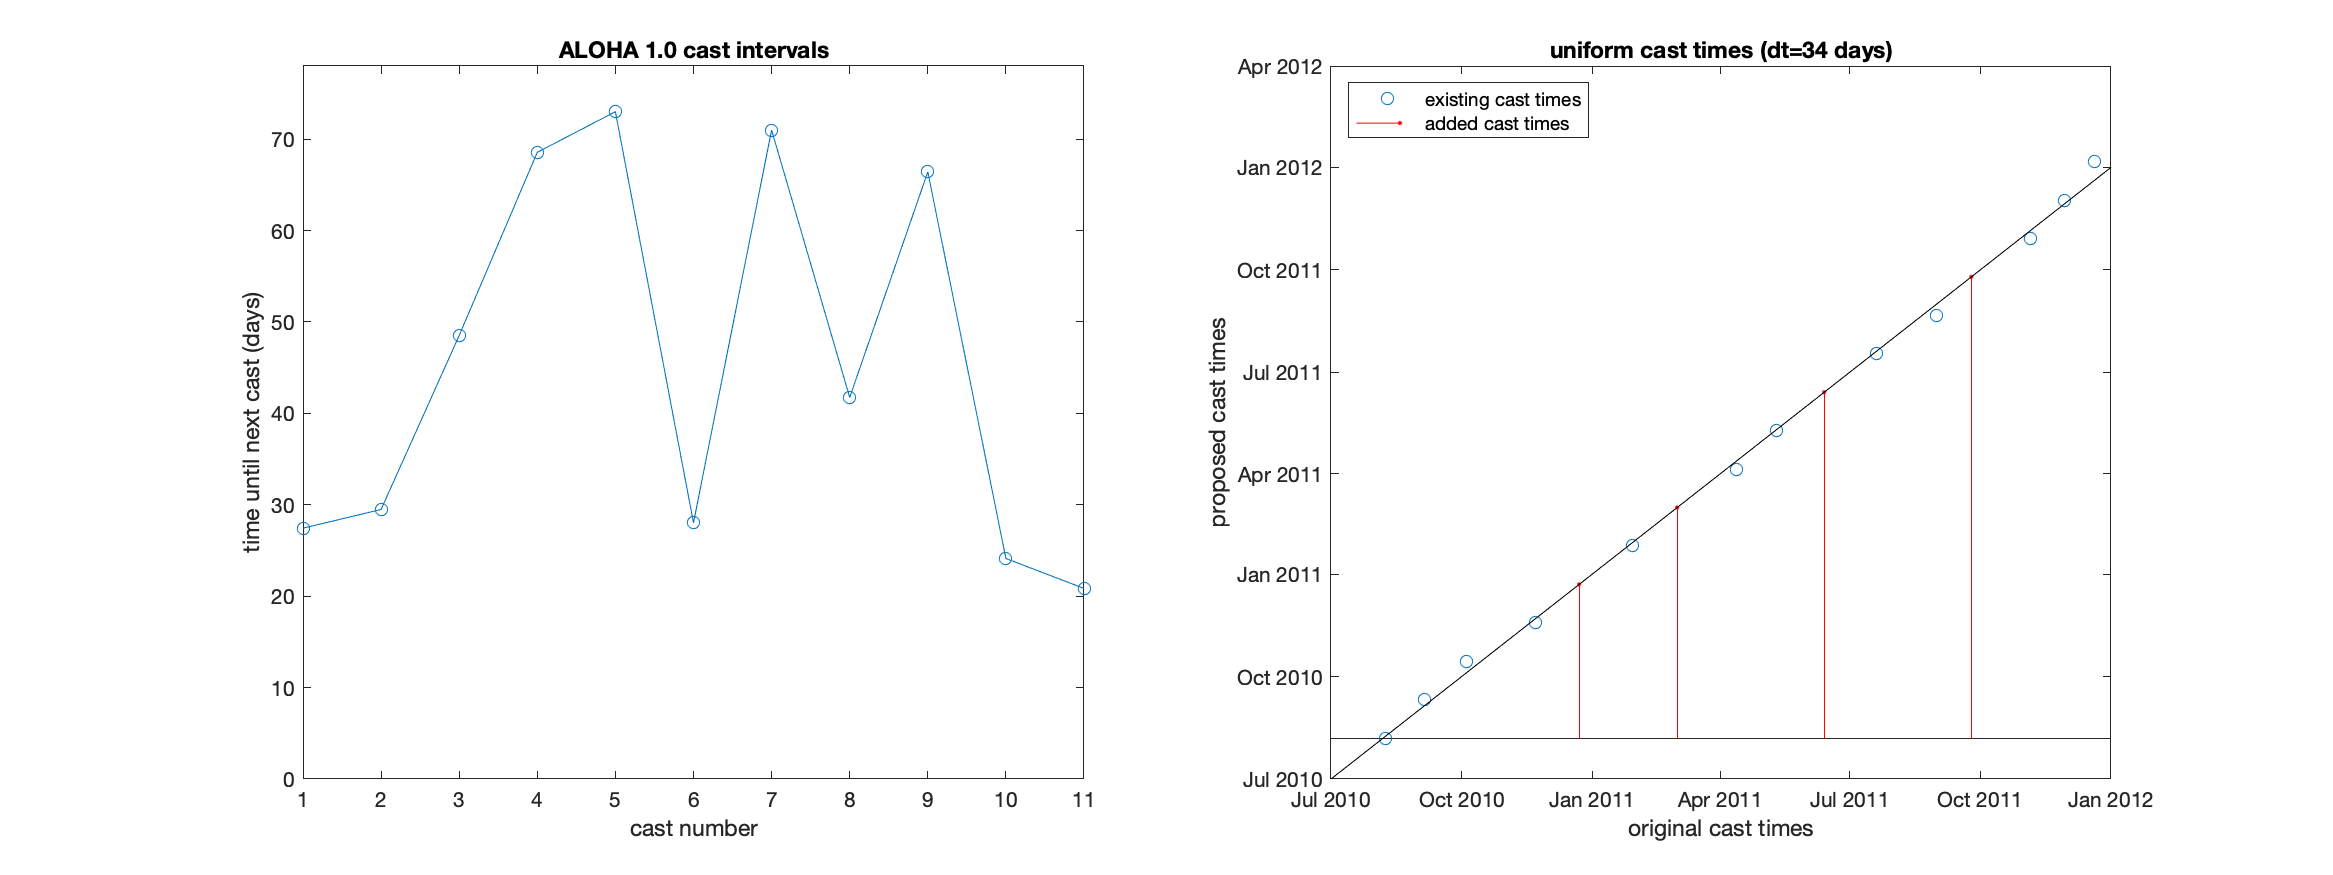 ALOHA 1.0 cast intervals
time until next cast (days)
70
60
50
40
30
20
10
0
1 2 3 4 5 6 7 8 9 10 11
cast number
uniform cast times (dt=34 days)
existing cast times
added cast times
proposed cast times
Apr 2012
Jan 2012
Oct 2011
Jul 2011
Apr 2011
Jan 2011
Oct 2010
Jul 2010
Jul 2010 Oct 2010 Jan 2011 Apr 2011 Jul 2011 Oct 2011 Jan 2012
original cast times